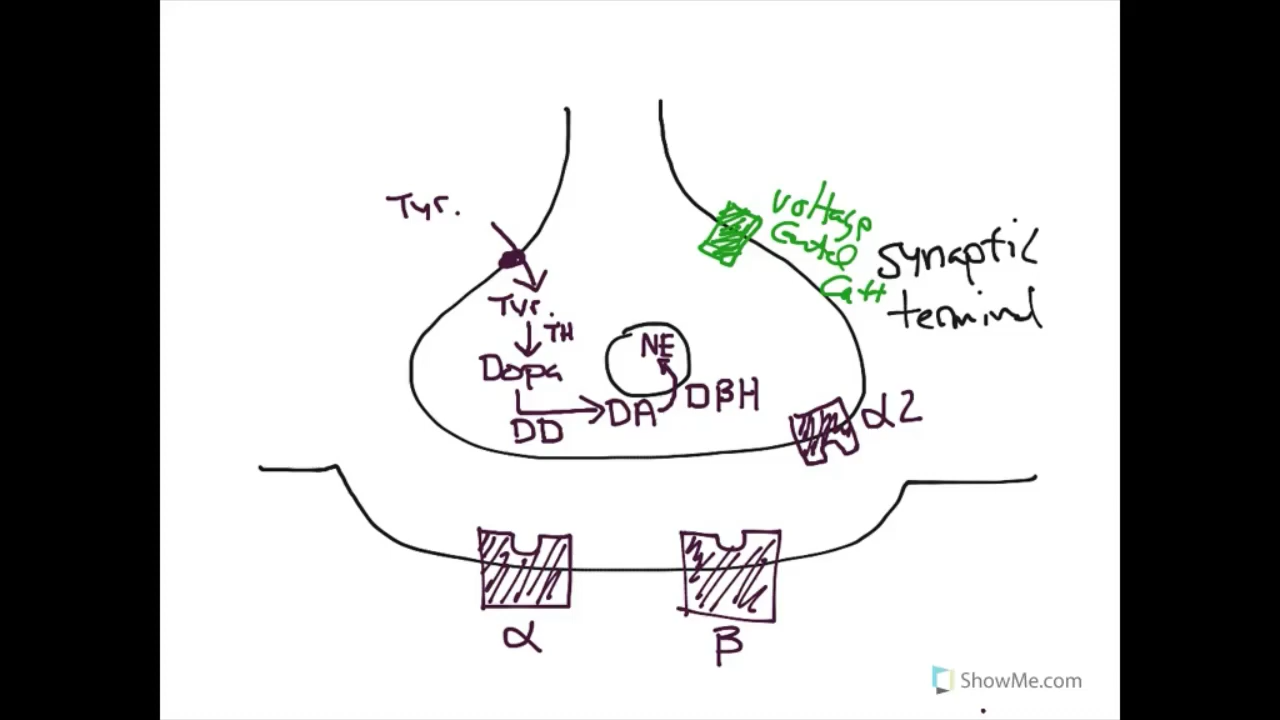 Tyr.
voltage
Gated
Ca++
synaptic
terminal
Tyr.
TH
NE
Dopa
DA
DβH
DD
α2
α
β
ShowMe.com